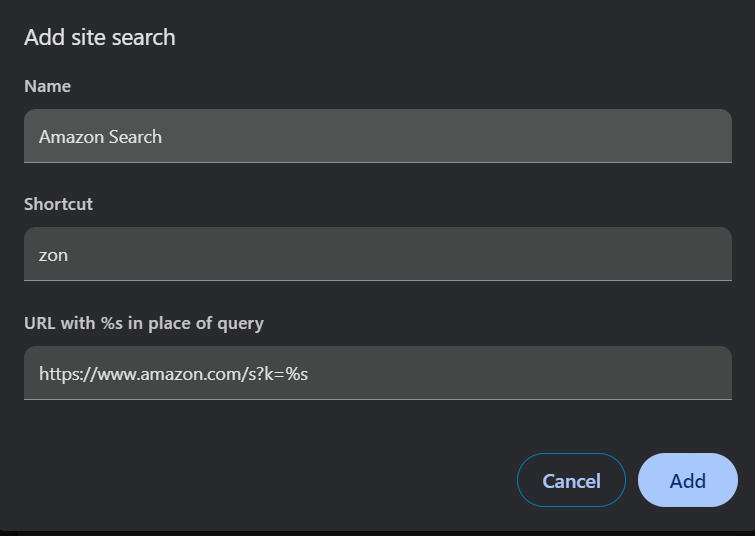 Add site search
Name
Amazon Search
Shortcut
zon
URL with %s in place of query
https://www.amazon.com/s?k=%s
Cancel
Add